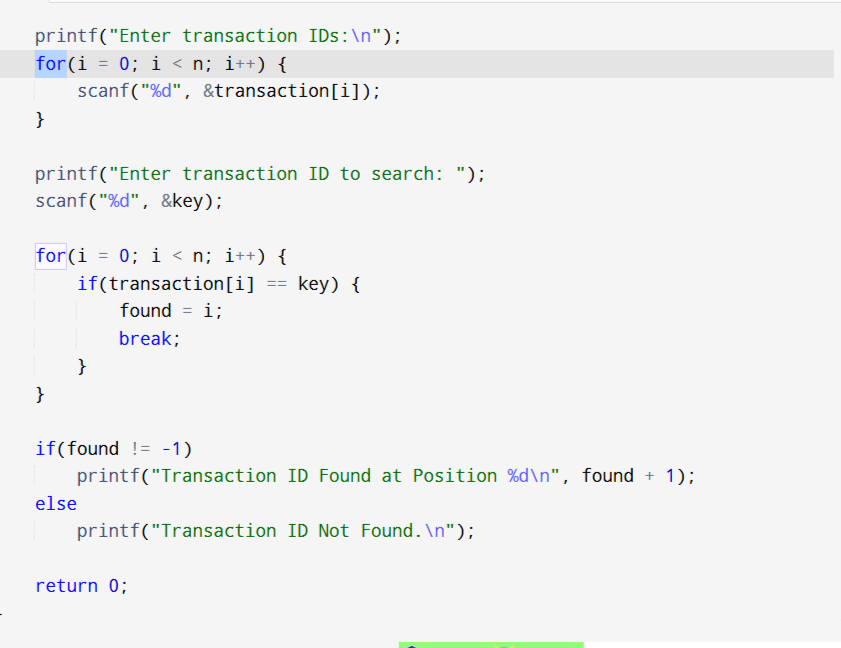 printf("Enter transaction IDs:\n");
for(i = 0; i < n; i++) {
    scanf("%d", &transaction[i]);
}
printf("Enter transaction ID to search: ");
scanf("%d", &key);
for(i = 0; i < n; i++) {
    if(transaction[i] == key) {
        found = i;
        break;
    }
}
if(found != -1)
    printf("Transaction ID Found at Position %d\n", found + 1);
else
    printf("Transaction ID Not Found.\n");
return 0;